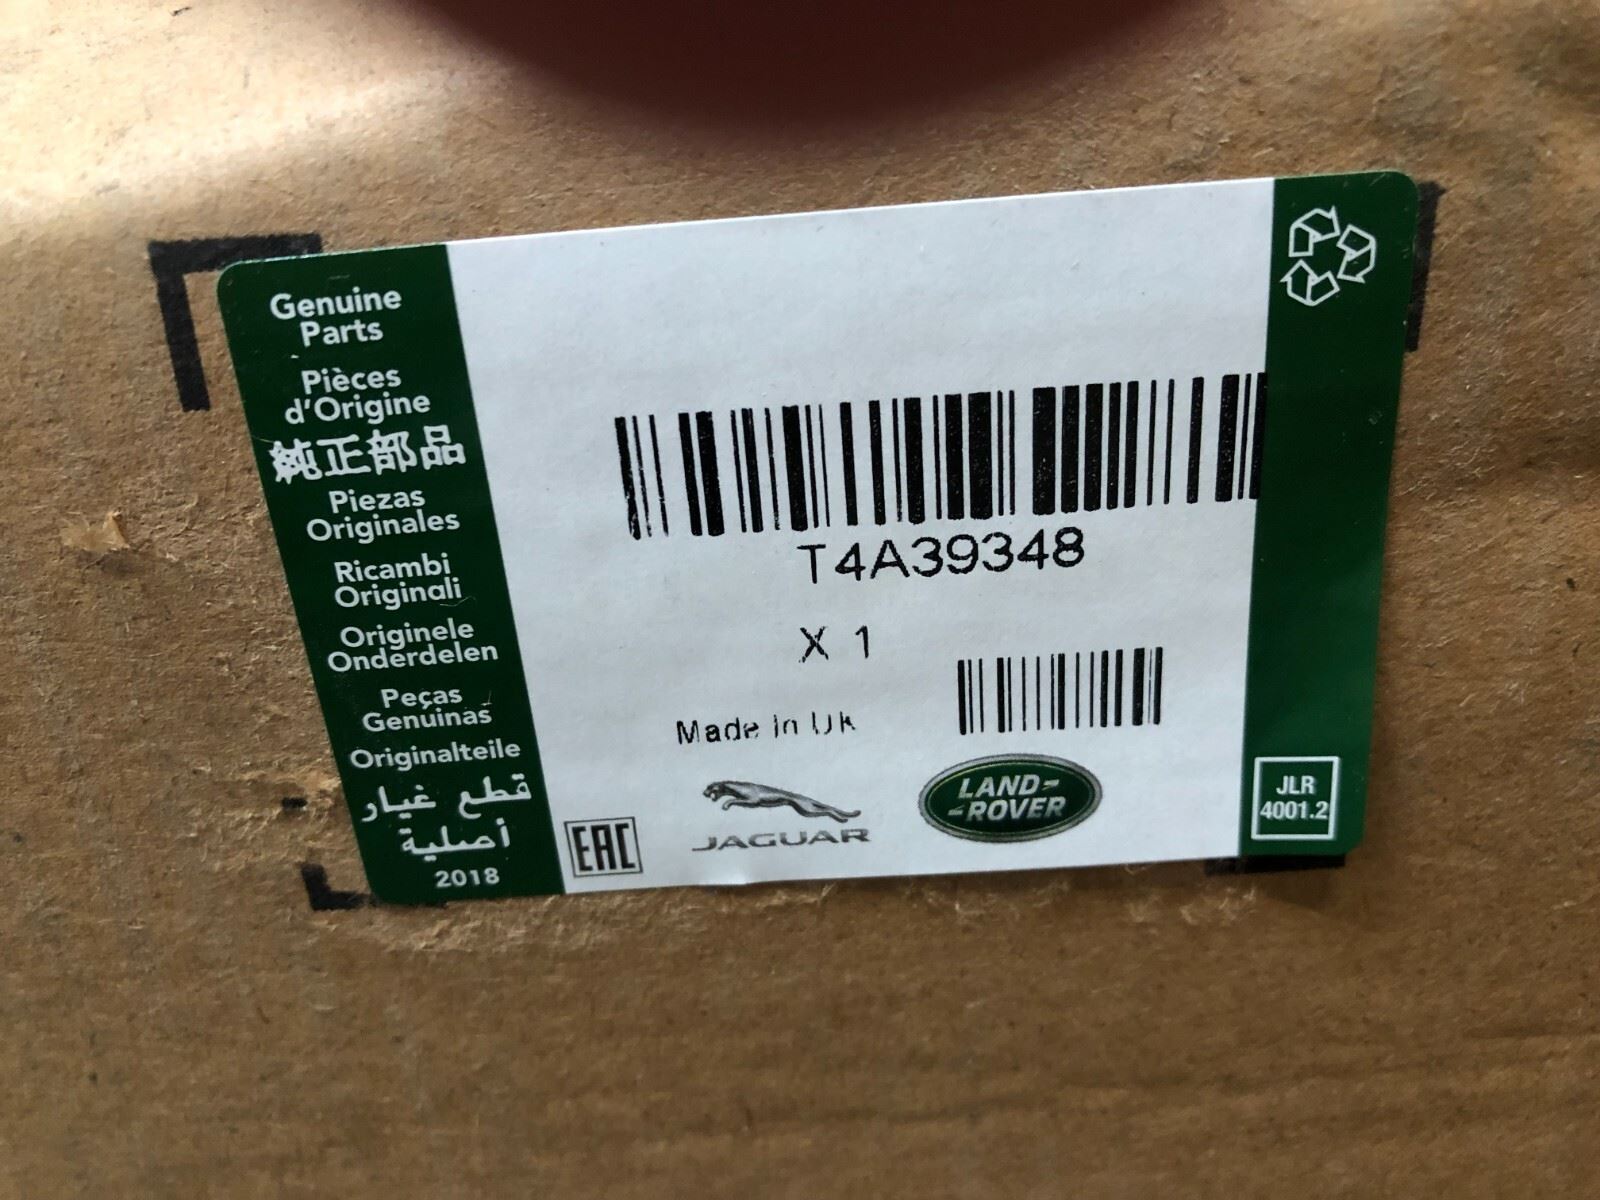 Genuine
Parts
Pièces
d'Origine
純正部品
Piezas
Originales
Ricambi
Originali
Originele
Onderdelen
Peças
Genuinas
Originalteile
قطع غيار
أصلية
2018
T4A39348
X 1
Made In UK
EAC
JAGUAR
LAND-
-ROVER
JLR
4001.2